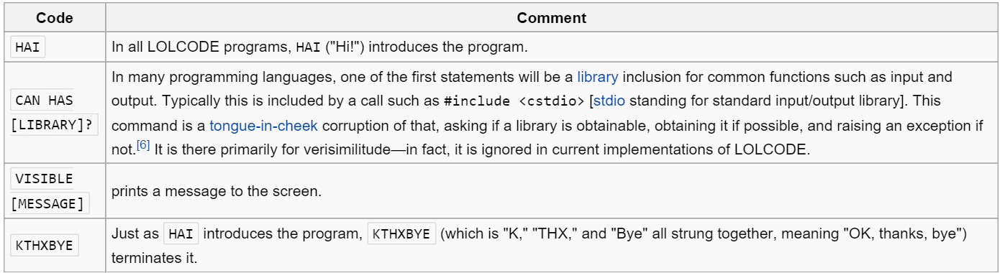 Code Comment
HAI In all LOLCODE programs, HAI ("Hi!") introduces the program.
In many programming languages, one of the first statements will be a library inclusion for common functions such as input and
CAN HAS output. Typically this is included by a call such as #include <cstdio> [stdio standing for standard input/output library]. This
[LIBRARY]? command is a tongue-in-cheek corruption of that, asking if a library is obtainable, obtaining it if possible, and raising an exception if
not.[6] It is there primarily for verisimilitude—in fact, it is ignored in current implementations of LOLCODE.
VISIBLE
[MESSAGE] prints a message to the screen.
Just as HAI introduces the program, KTHXBYE (which is "K," "THX," and "Bye" all strung together, meaning "OK, thanks, bye")
KTHXBYE terminates it.